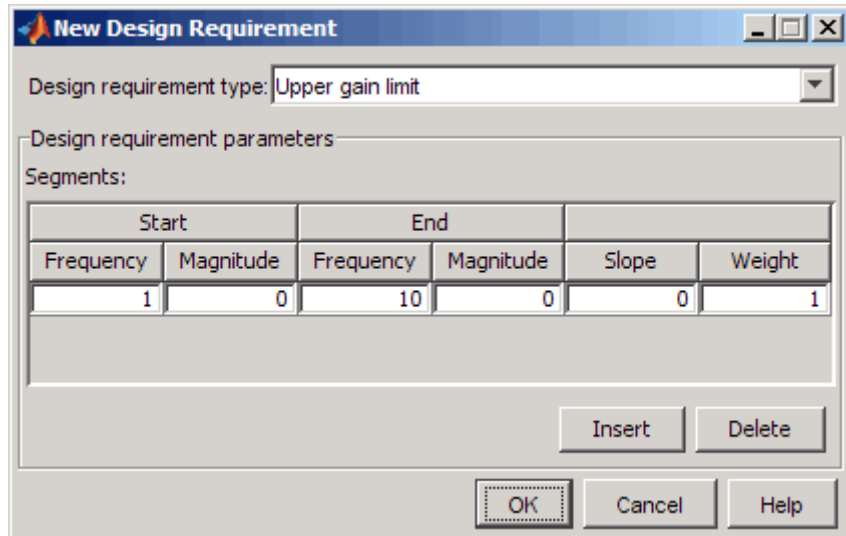 New Design Requirement
Design requirement type: Upper gain limit
Design requirement parameters
Segments:
Start End
Frequency Magnitude Frequency Magnitude Slope Weight
1 0 10 0 0 1
Insert Delete
OK Cancel Help